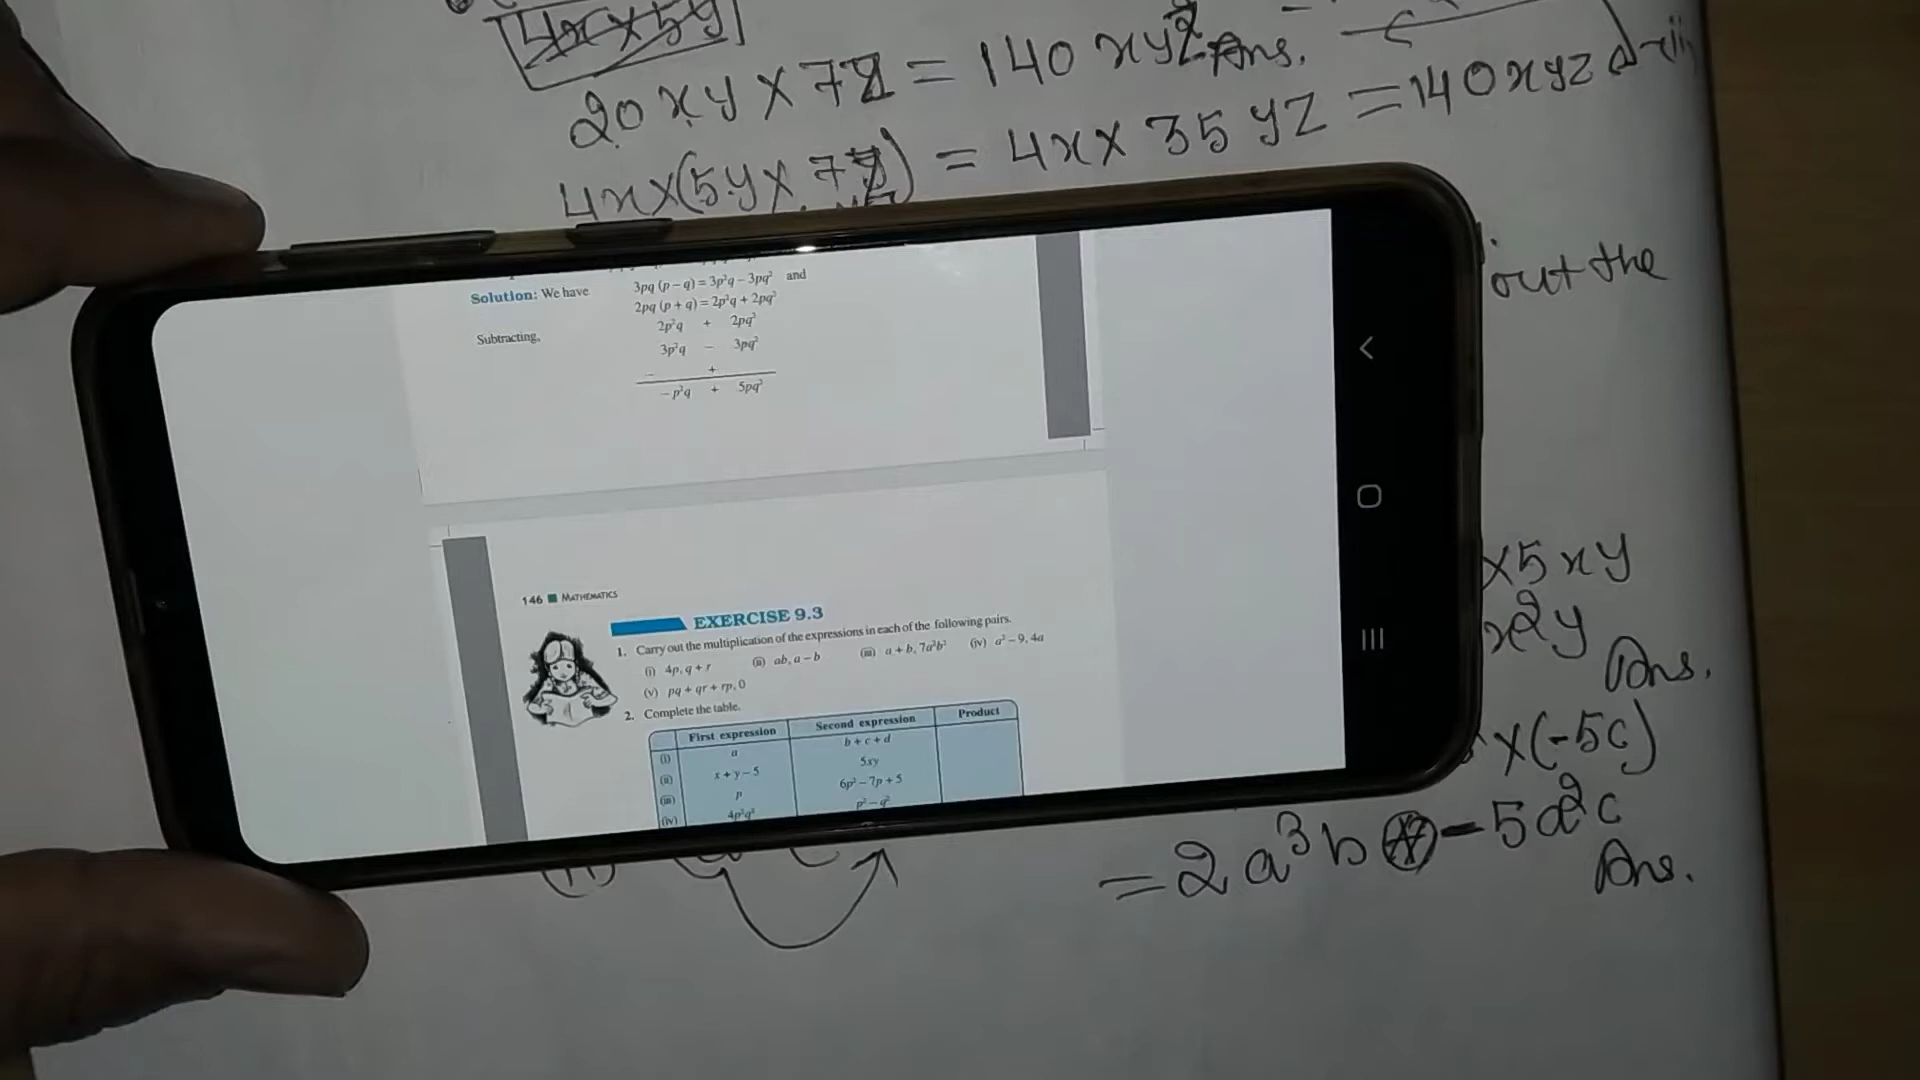 4x×5y
20xy×7z=140xyz Ans.
4x×(5y×7z) = 4x×35yz =140xyz
out the
Solution: We have 3pq (p – q) = 3p²q – 3pq² and
2pq (p + q) = 2p²q + 2pq²
Subtracting, 2p²q + 2pq²
3p²q – 3pq²
– +
– p²q + 5pq²
146 MATHEMATICS
EXERCISE 9.3
1. Carry out the multiplication of the expressions in each of the following pairs.
(i) 4p, q + r (ii) ab, a – b (iii) a + b, 7a²b² (iv) a² – 9, 4a
(v) pq + qr + rp, 0
2. Complete the table.
First expression Second expression Product
(i) a b + c + d
(ii) x + y – 5 5xy
(iii) p 6p² – 7p + 5
(iv) 4p²q² p² – q²
×5xy
x2y
Ans.
×(-5c)
=2a³b -5a²c
Ans.